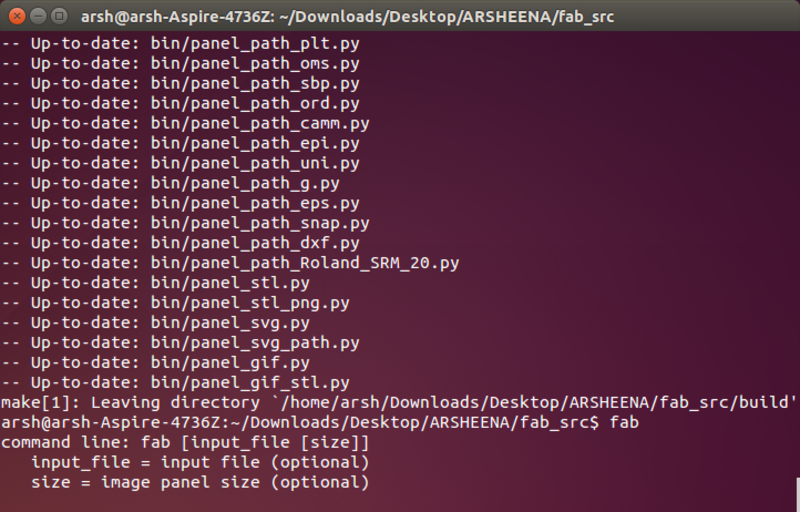 arsh@arsh-Aspire-4736Z: ~/Downloads/Desktop/ARSHEENA/fab_src
-- Up-to-date: bin/panel_path_plt.py
-- Up-to-date: bin/panel_path_oms.py
-- Up-to-date: bin/panel_path_sbp.py
-- Up-to-date: bin/panel_path_ord.py
-- Up-to-date: bin/panel_path_camm.py
-- Up-to-date: bin/panel_path_epi.py
-- Up-to-date: bin/panel_path_uni.py
-- Up-to-date: bin/panel_path_g.py
-- Up-to-date: bin/panel_path_eps.py
-- Up-to-date: bin/panel_path_snap.py
-- Up-to-date: bin/panel_path_dxf.py
-- Up-to-date: bin/panel_path_Roland_SRM_20.py
-- Up-to-date: bin/panel_stl.py
-- Up-to-date: bin/panel_stl_png.py
-- Up-to-date: bin/panel_svg.py
-- Up-to-date: bin/panel_svg_path.py
-- Up-to-date: bin/panel_gif.py
-- Up-to-date: bin/panel_gif_stl.py
make[1]: Leaving directory `/home/arsh/Downloads/Desktop/ARSHEENA/fab_src/build'
arsh@arsh-Aspire-4736Z:~/Downloads/Desktop/ARSHEENA/fab_src$ fab
command line: fab [input_file [size]]
   input_file = input file (optional)
   size = image panel size (optional)